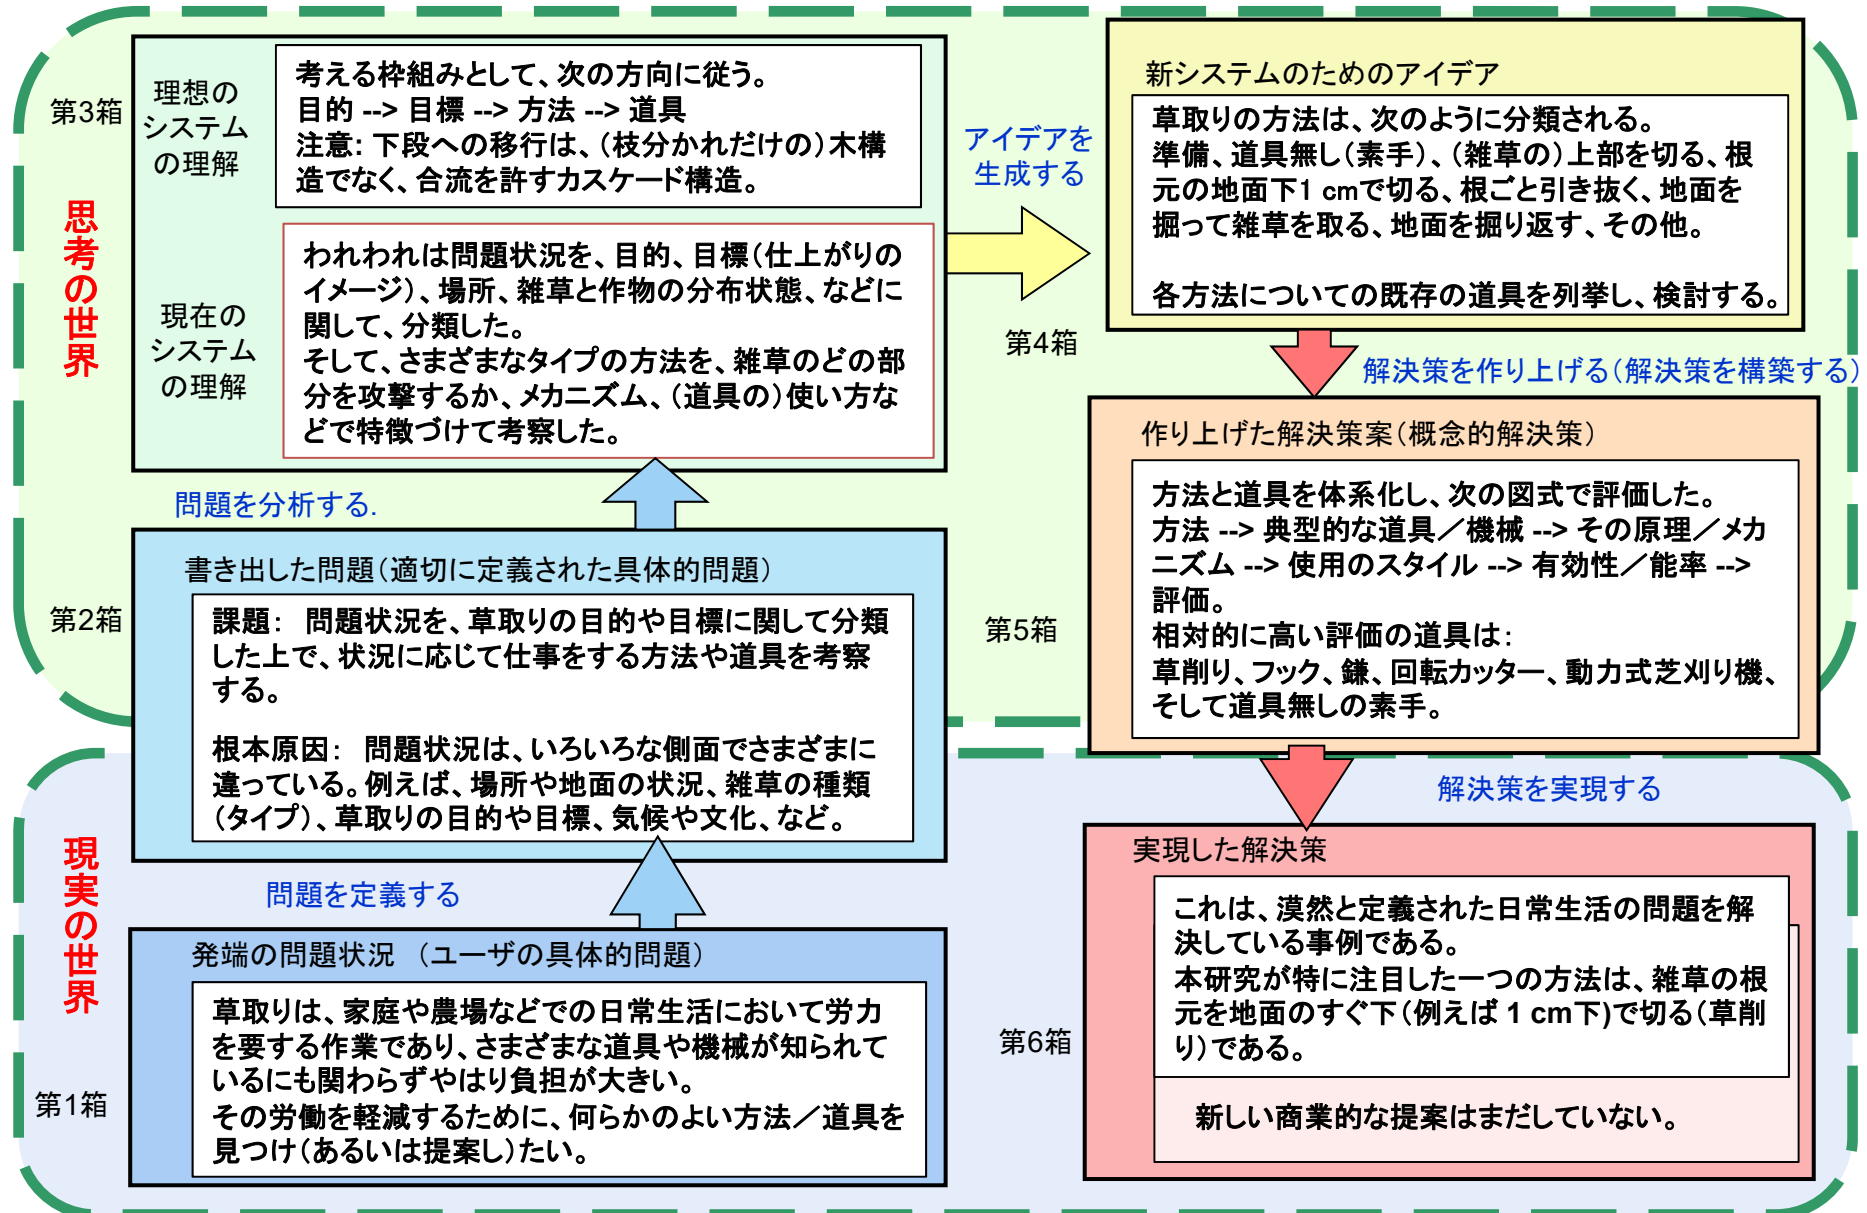 思考の世界
第3箱
理想の
システム
の理解
考える枠組みとして、次の方向に従う。
目的 --> 目標 --> 方法 --> 道具
注意: 下段への移行は、（枝分かれだけの）木構
造でなく、合流を許すカスケード構造。
現在の
システム
の理解
われわれは問題状況を、目的、目標（仕上がりの
イメージ）、場所、雑草と作物の分布状態、などに
関して、分類した。
そして、さまざまなタイプの方法を、雑草のどの部
分を攻撃するか、メカニズム、（道具の）使い方な
どで特徴づけて考察した。
アイデアを
生成する
第4箱
新システムのためのアイデア
草取りの方法は、次のように分類される。
準備、道具無し（素手）、（雑草の）上部を切る、根
元の地面下1 cmで切る、根ごと引き抜く、地面を
掘って雑草を取る、地面を掘り返す、その他。
各方法についての既存の道具を列挙し、検討する。
解決策を作り上げる（解決策を構築する）
問題を分析する.
第2箱
書き出した問題（適切に定義された具体的問題）
課題： 問題状況を、草取りの目的や目標に関して分類
した上で、状況に応じて仕事をする方法や道具を考察
する。
根本原因： 問題状況は、いろいろな側面でさまざまに
違っている。例えば、場所や地面の状況、雑草の種類
（タイプ）、草取りの目的や目標、気候や文化、など。
第5箱
作り上げた解決策案（概念的解決策）
方法と道具を体系化し、次の図式で評価した。
方法 --> 典型的な道具／機械 --> その原理／メカ
ニズム --> 使用のスタイル --> 有効性／能率 -->
評価。
相対的に高い評価の道具は：
草削り、フック、鎌、回転カッター、動力式芝刈り機、
そして道具無しの素手。
現実の世界
問題を定義する
第1箱
発端の問題状況 （ユーザの具体的問題）
草取りは、家庭や農場などでの日常生活において労力
を要する作業であり、さまざまな道具や機械が知られて
いるにも関わらずやはり負担が大きい。
その労働を軽減するために、何らかのよい方法／道具を
見つけ（あるいは提案し）たい。
解決策を実現する
第6箱
実現した解決策
これは、漠然と定義された日常生活の問題を解
決している事例である。
本研究が特に注目した一つの方法は、雑草の根
元を地面のすぐ下（例えば 1 cm下)で切る（草削
り）である。
新しい商業的な提案はまだしていない。